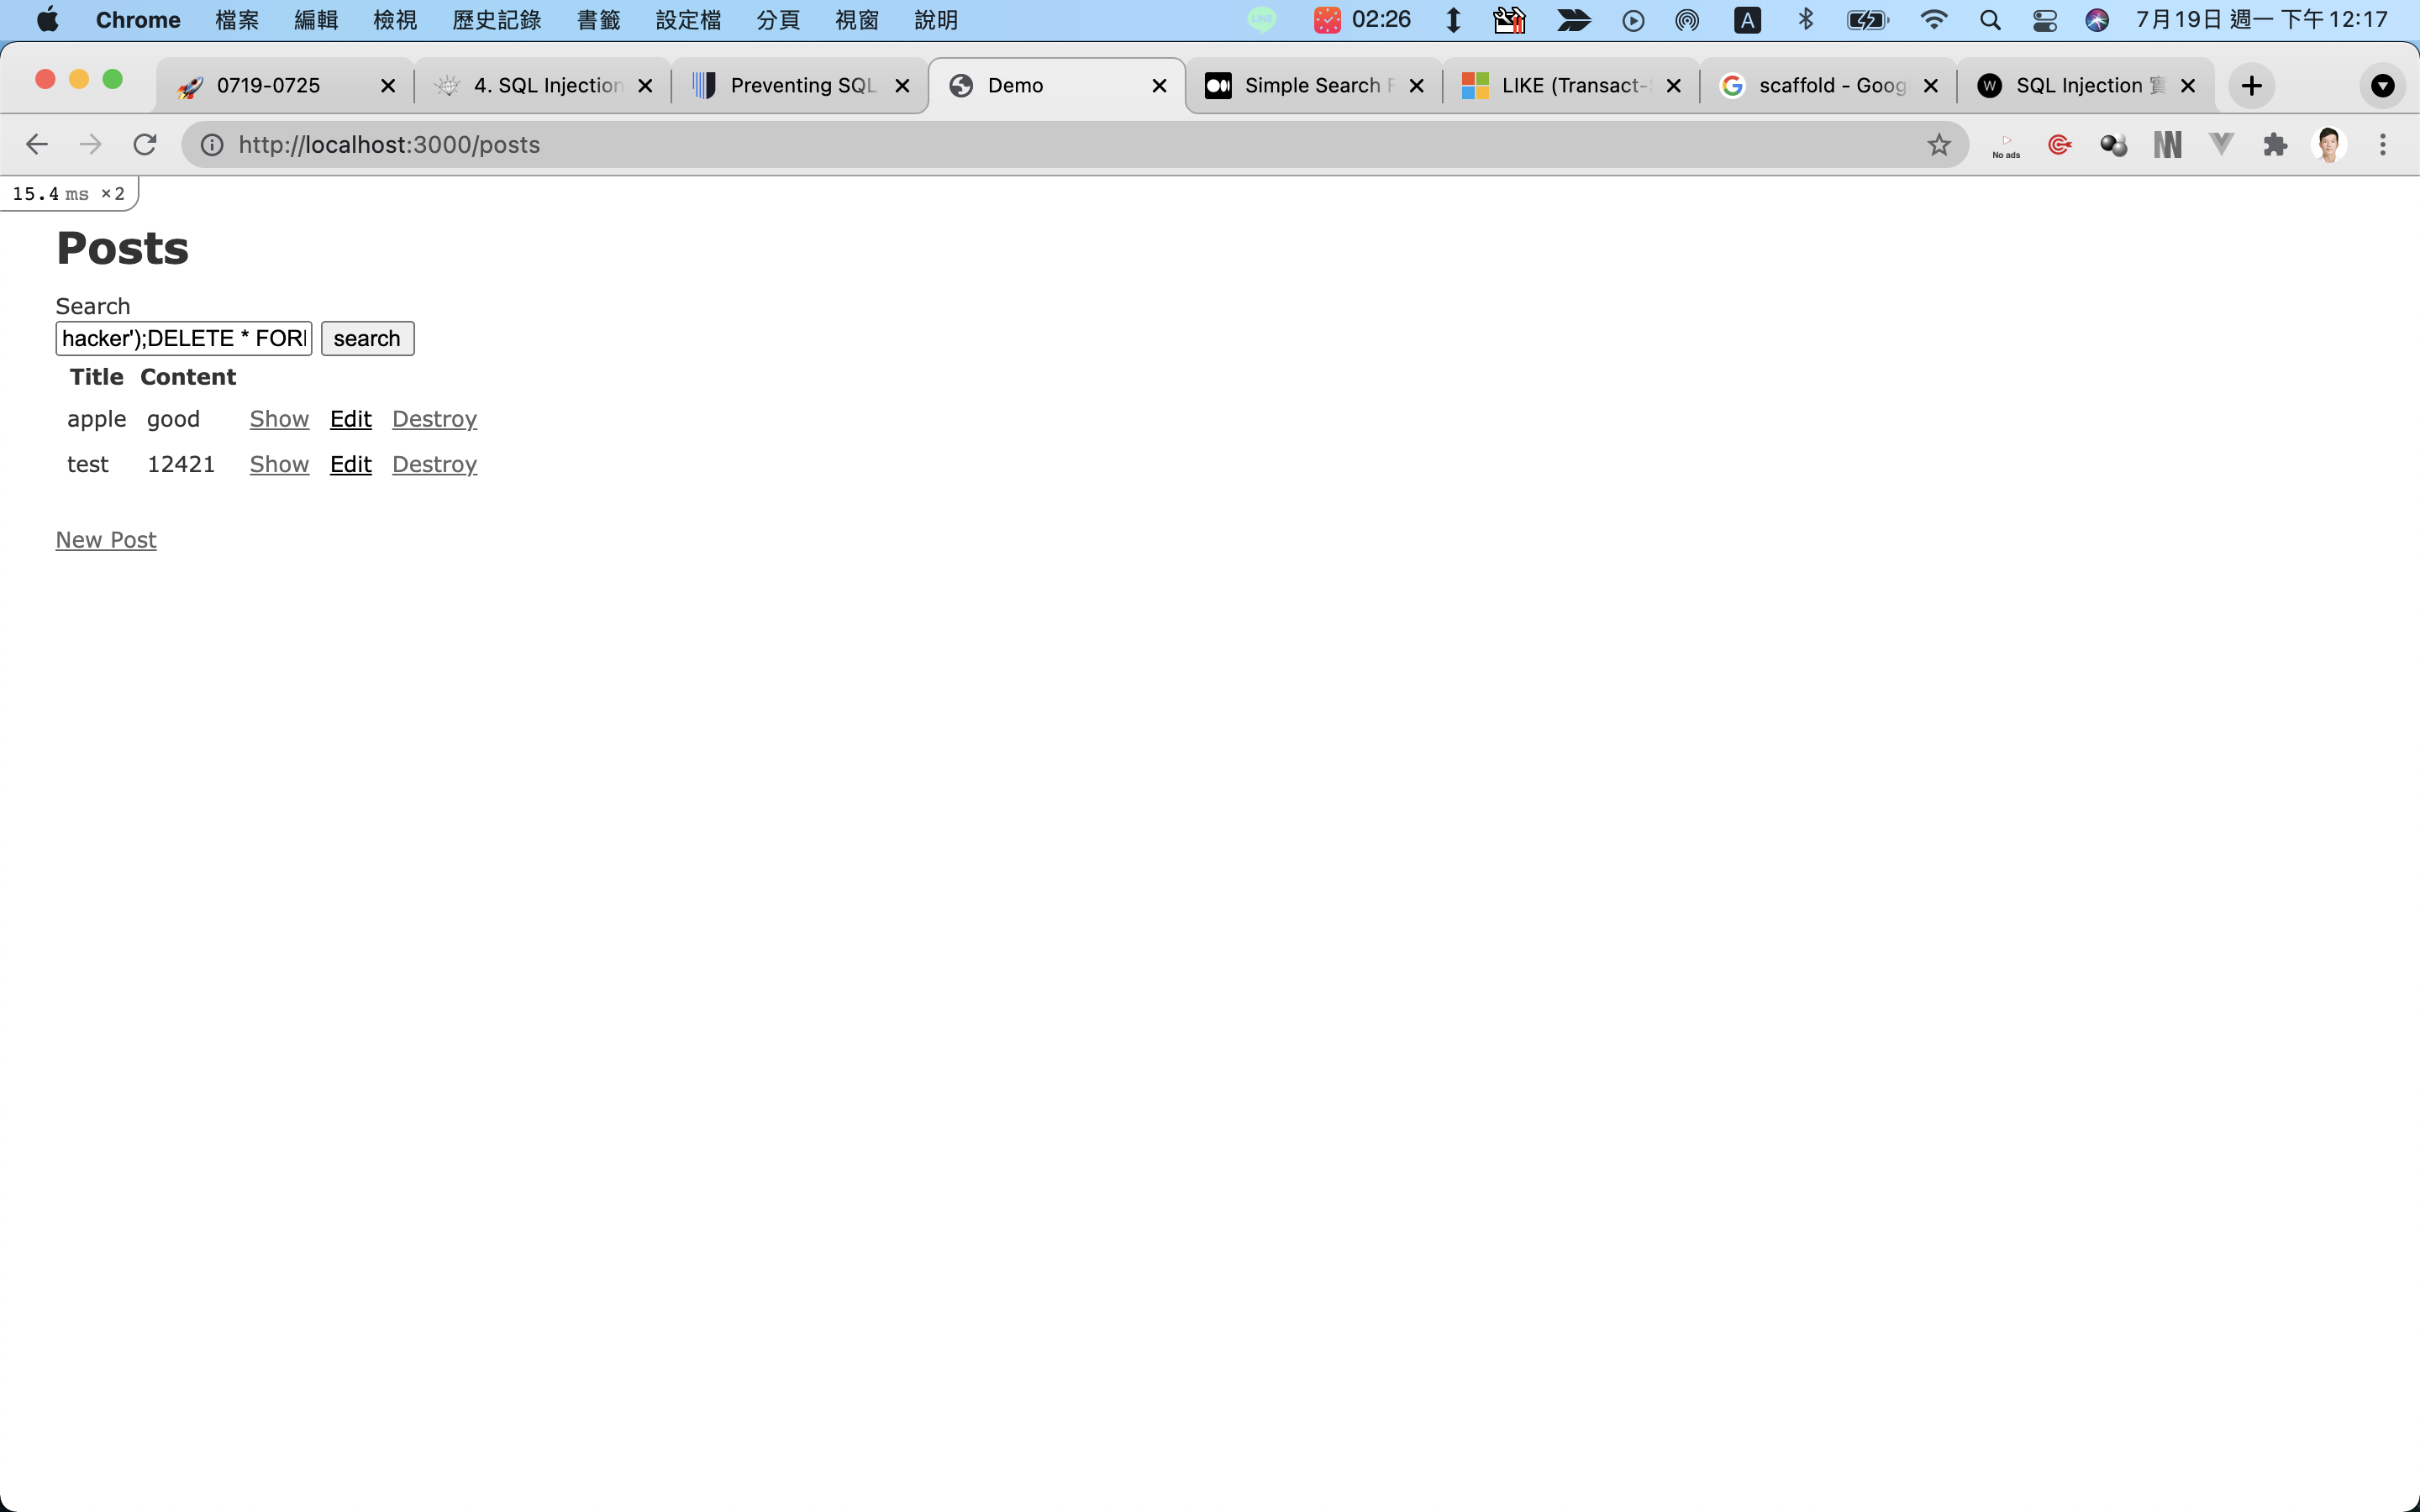 Chrome 檔案 編輯 檢視 歷史記錄 書籤 設定檔 分頁 視窗 說明 LINE 02:26 A 7月19日 週一 下午12:17
0719-0725 4. SQL Injection Preventing SQL Demo Simple Search LIKE (Transact- scaffold - Goog W SQL Injection 實
http://localhost:3000/posts No ads
15.4 ms ×2
Posts
Search
hacker');DELETE * FOR search
Title Content
apple good Show Edit Destroy
test 12421 Show Edit Destroy
New Post